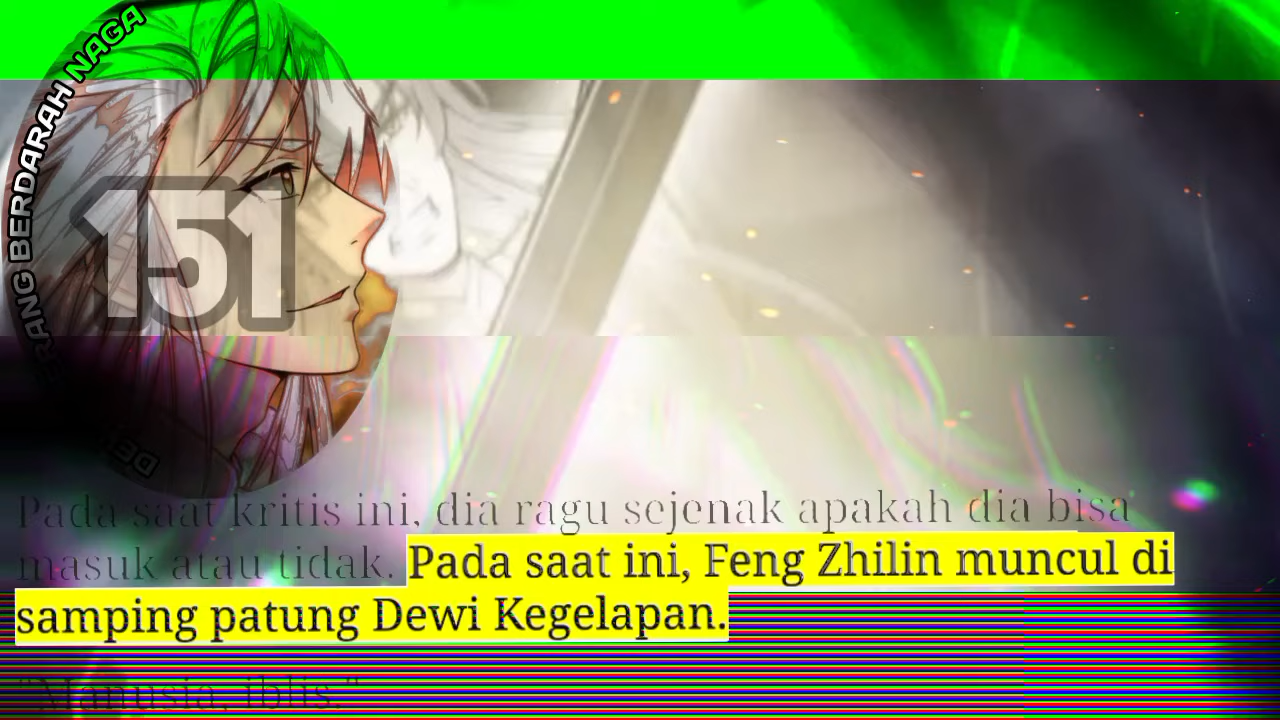 BERDARAH NAGA
151
Pada saat kritis ini, dia ragu sejenak apakah dia bisa
masuk atau tidak. Pada saat ini, Feng Zhilin muncul di
samping patung Dewi Kegelapan.
"Manusia, iblis."